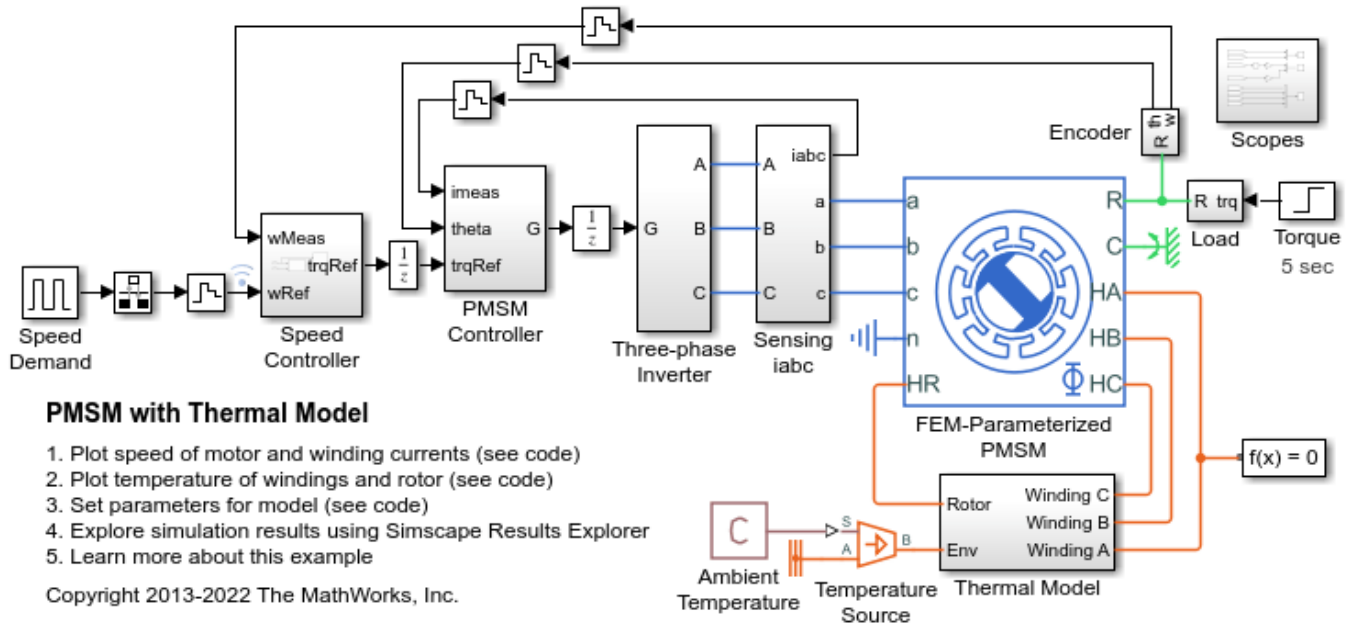 Encoder
R th
w
Scopes
imeas
theta
trqRef
G
PMSM
Controller
1
z
G
A
B
C
Three-phase
Inverter
A
B
C
iabc
a
b
c
Sensing
iabc
a
b
c
n
HR
R
C
HA
HB
HC
Φ
FEM-Parameterized
PMSM
R trq
Load
Torque
5 sec
Speed
Demand
wMeas
trqRef
wRef
Speed
Controller
1
z
f(x) = 0
PMSM with Thermal Model
1. Plot speed of motor and winding currents (see code)
2. Plot temperature of windings and rotor (see code)
3. Set parameters for model (see code)
4. Explore simulation results using Simscape Results Explorer
5. Learn more about this example
Copyright 2013-2022 The MathWorks, Inc.
C
Ambient
Temperature
S
A
B
Temperature
Source
Rotor
Env
Winding C
Winding B
Winding A
Thermal Model